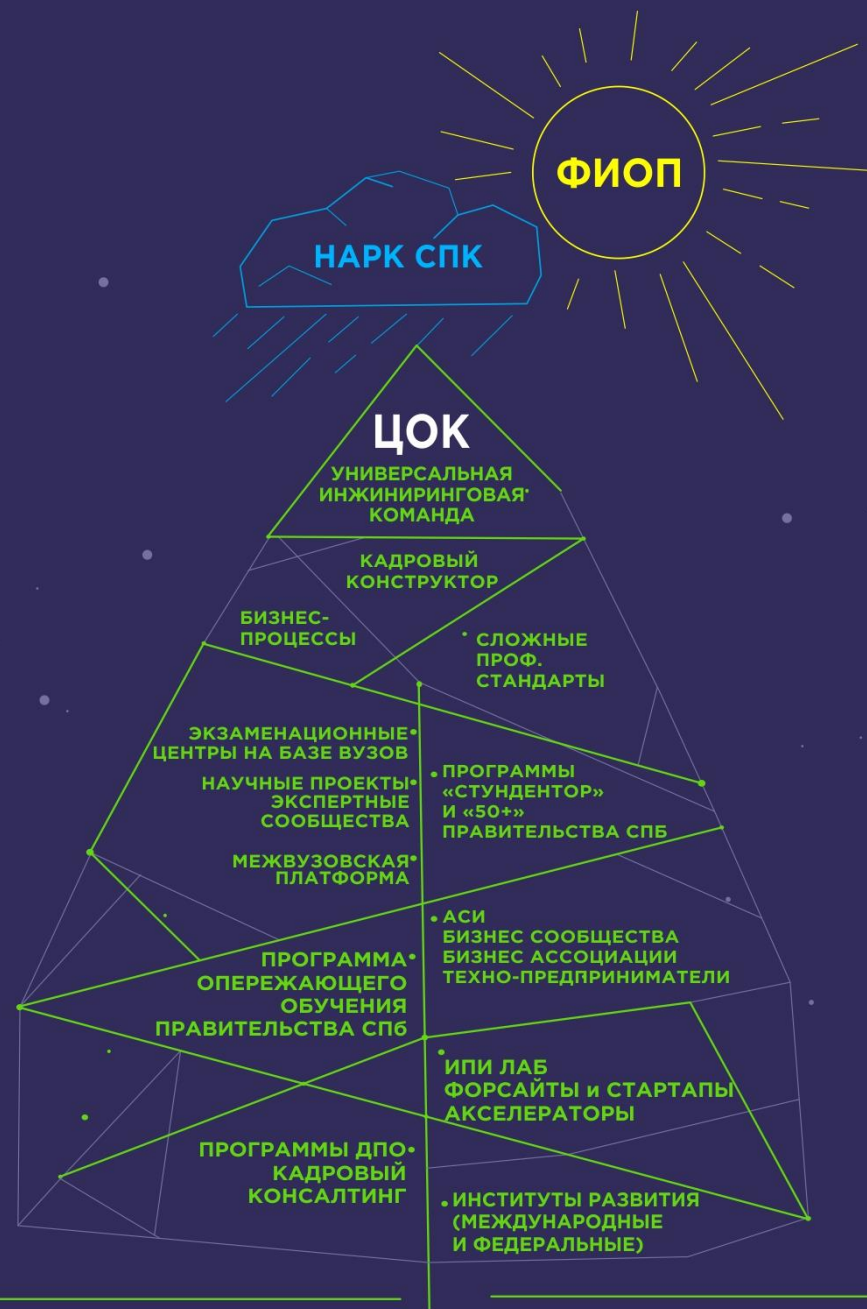 ФИОП
НАРК СПК
ЦОК
УНИВЕРСАЛЬНАЯ
ИНЖИНИРИНГОВАЯ
КОМАНДА
КАДРОВЫЙ
КОНСТРУКТОР
БИЗНЕС-
ПРОЦЕССЫ
СЛОЖНЫЕ
ПРОФ.
СТАНДАРТЫ
ЭКЗАМЕНАЦИОННЫЕ
ЦЕНТРЫ НА БАЗЕ ВУЗОВ
НАУЧНЫЕ ПРОЕКТЫ
ЭКСПЕРТНЫЕ
СООБЩЕСТВА
МЕЖВУЗОВСКАЯ
ПЛАТФОРМА
ПРОГРАММЫ
«СТУНДЕНТОР»
И «50+»
ПРАВИТЕЛЬСТВА СПБ
АСИ
БИЗНЕС СООБЩЕСТВА
БИЗНЕС АССОЦИАЦИИ
ТЕХНО-ПРЕДПРИНИМАТЕЛИ
ПРОГРАММА
ОПЕРЕЖАЮЩЕГО
ОБУЧЕНИЯ
ПРАВИТЕЛЬСТВА СПб
ИПИ ЛАБ
ФОРСАЙТЫ и СТАРТАПЫ
АКСЕЛЕРАТОРЫ
ПРОГРАММЫ ДПО
КАДРОВЫЙ
КОНСАЛТИНГ
ИНСТИТУТЫ РАЗВИТИЯ
(МЕЖДУНАРОДНЫЕ
И ФЕДЕРАЛЬНЫЕ)